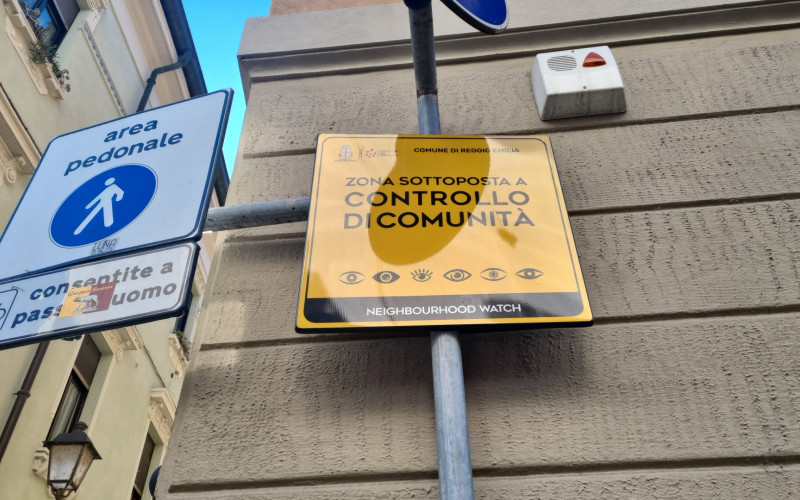 area
pedonale
consentite a
pass uomo
COMUNE DI REGGIO EMILIA
ZONA SOTTOPOSTA A
CONTROLLO
DI COMUNITÀ
NEIGHBOURHOOD WATCH